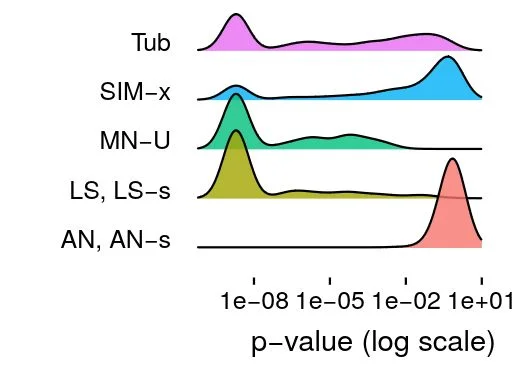 Tub
SIM−x
MN−U
LS, LS−s
AN, AN−s
1e−08 1e−05 1e−02 1e+01
p−value (log scale)